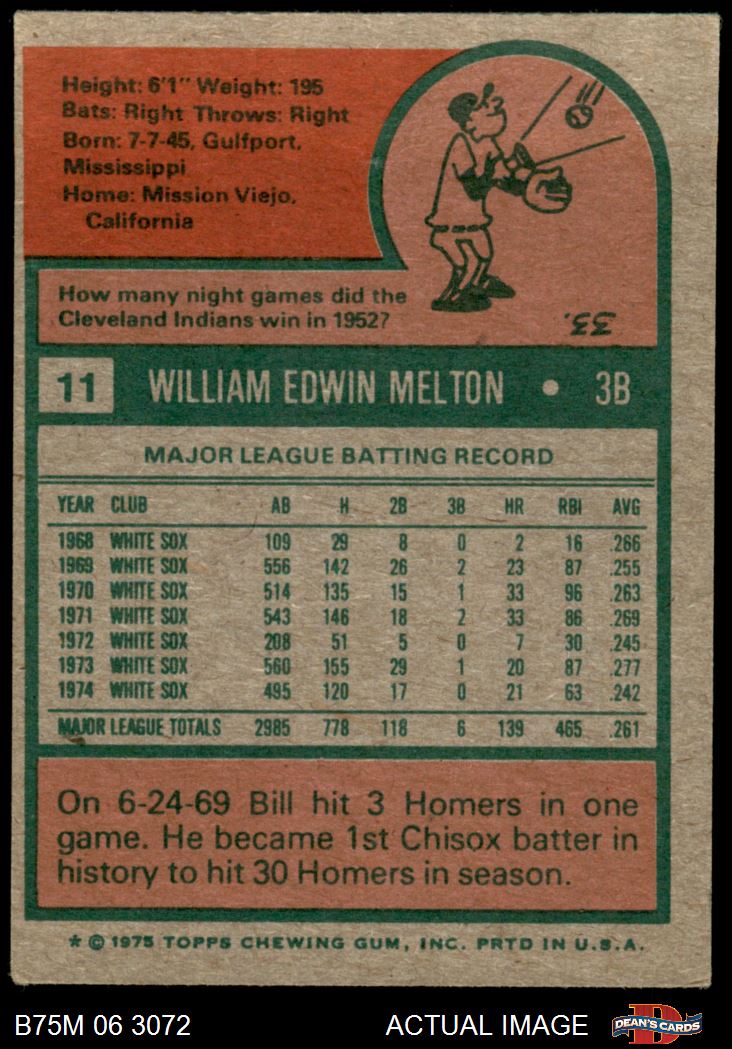 Height: 6'1" Weight: 195
Bats: Right Throws: Right
Born: 7-7-45, Gulfport,
Mississippi
Home: Mission Viejo,
California
How many night games did the
Cleveland Indians win in 1952?
33.
11 WILLIAM EDWIN MELTON • 3B
MAJOR LEAGUE BATTING RECORD
YEAR CLUB AB H 2B 3B HR RBI AVG
1968 WHITE SOX 109 29 8 0 2 16 .266
1969 WHITE SOX 556 142 26 2 23 87 .255
1970 WHITE SOX 514 135 15 1 33 96 .263
1971 WHITE SOX 543 146 18 2 33 86 .269
1972 WHITE SOX 208 51 5 0 7 30 .245
1973 WHITE SOX 560 155 29 1 20 87 .277
1974 WHITE SOX 495 120 17 0 21 63 .242
MAJOR LEAGUE TOTALS 2985 778 118 6 139 465 .261
On 6-24-69 Bill hit 3 Homers in one
game. He became 1st Chisox batter in
history to hit 30 Homers in season.
* © 1975 TOPPS CHEWING GUM, INC. PRTD IN U.S.A.
B75M 06 3072 ACTUAL IMAGE D DEAN'S CARDS